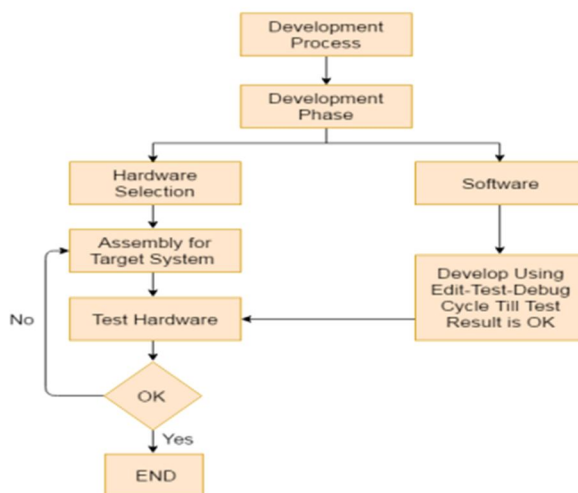 Development
Process
Development
Phase
Hardware
Selection
Software
Assembly for
Target System
Develop Using
Edit-Test-Debug
Cycle Till Test
Result is OK
No
Test Hardware
OK
Yes
END